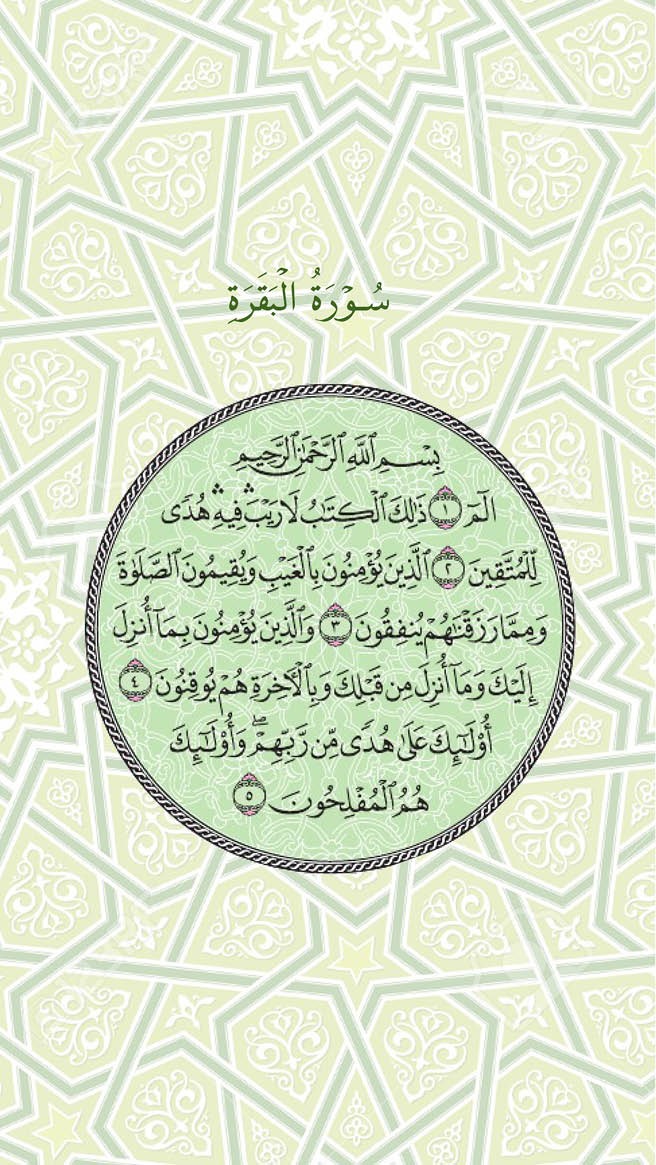 سُورَةُ الْبَقَرَةِ
بِسْمِ ٱللَّهِ ٱلرَّحْمَٰنِ ٱلرَّحِيمِ
الٓمٓ ١ ذَٰلِكَ ٱلْكِتَٰبُ لَا رَيْبَ ۛ فِيهِ ۛ هُدًى
لِّلْمُتَّقِينَ ٢ ٱلَّذِينَ يُؤْمِنُونَ بِٱلْغَيْبِ وَيُقِيمُونَ ٱلصَّلَوٰةَ
وَمِمَّا رَزَقْنَٰهُمْ يُنفِقُونَ ٣ وَٱلَّذِينَ يُؤْمِنُونَ بِمَآ أُنزِلَ
إِلَيْكَ وَمَآ أُنزِلَ مِن قَبْلِكَ وَبِٱلْأَخِرَةِ هُمْ يُوقِنُونَ ٤
أُو۟لَٰٓئِكَ عَلَىٰ هُدًى مِّن رَّبِّهِمْ ۖ وَأُو۟لَٰٓئِكَ
هُمُ ٱلْمُفْلِحُونَ ٥